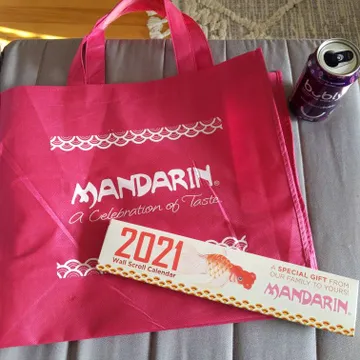 MANDARIN®
A Celebration of Taste
bubly
2021
Wall Scroll Calendar
A SPECIAL GIFT FROM
OUR FAMILY TO YOURS!
MANDARIN®